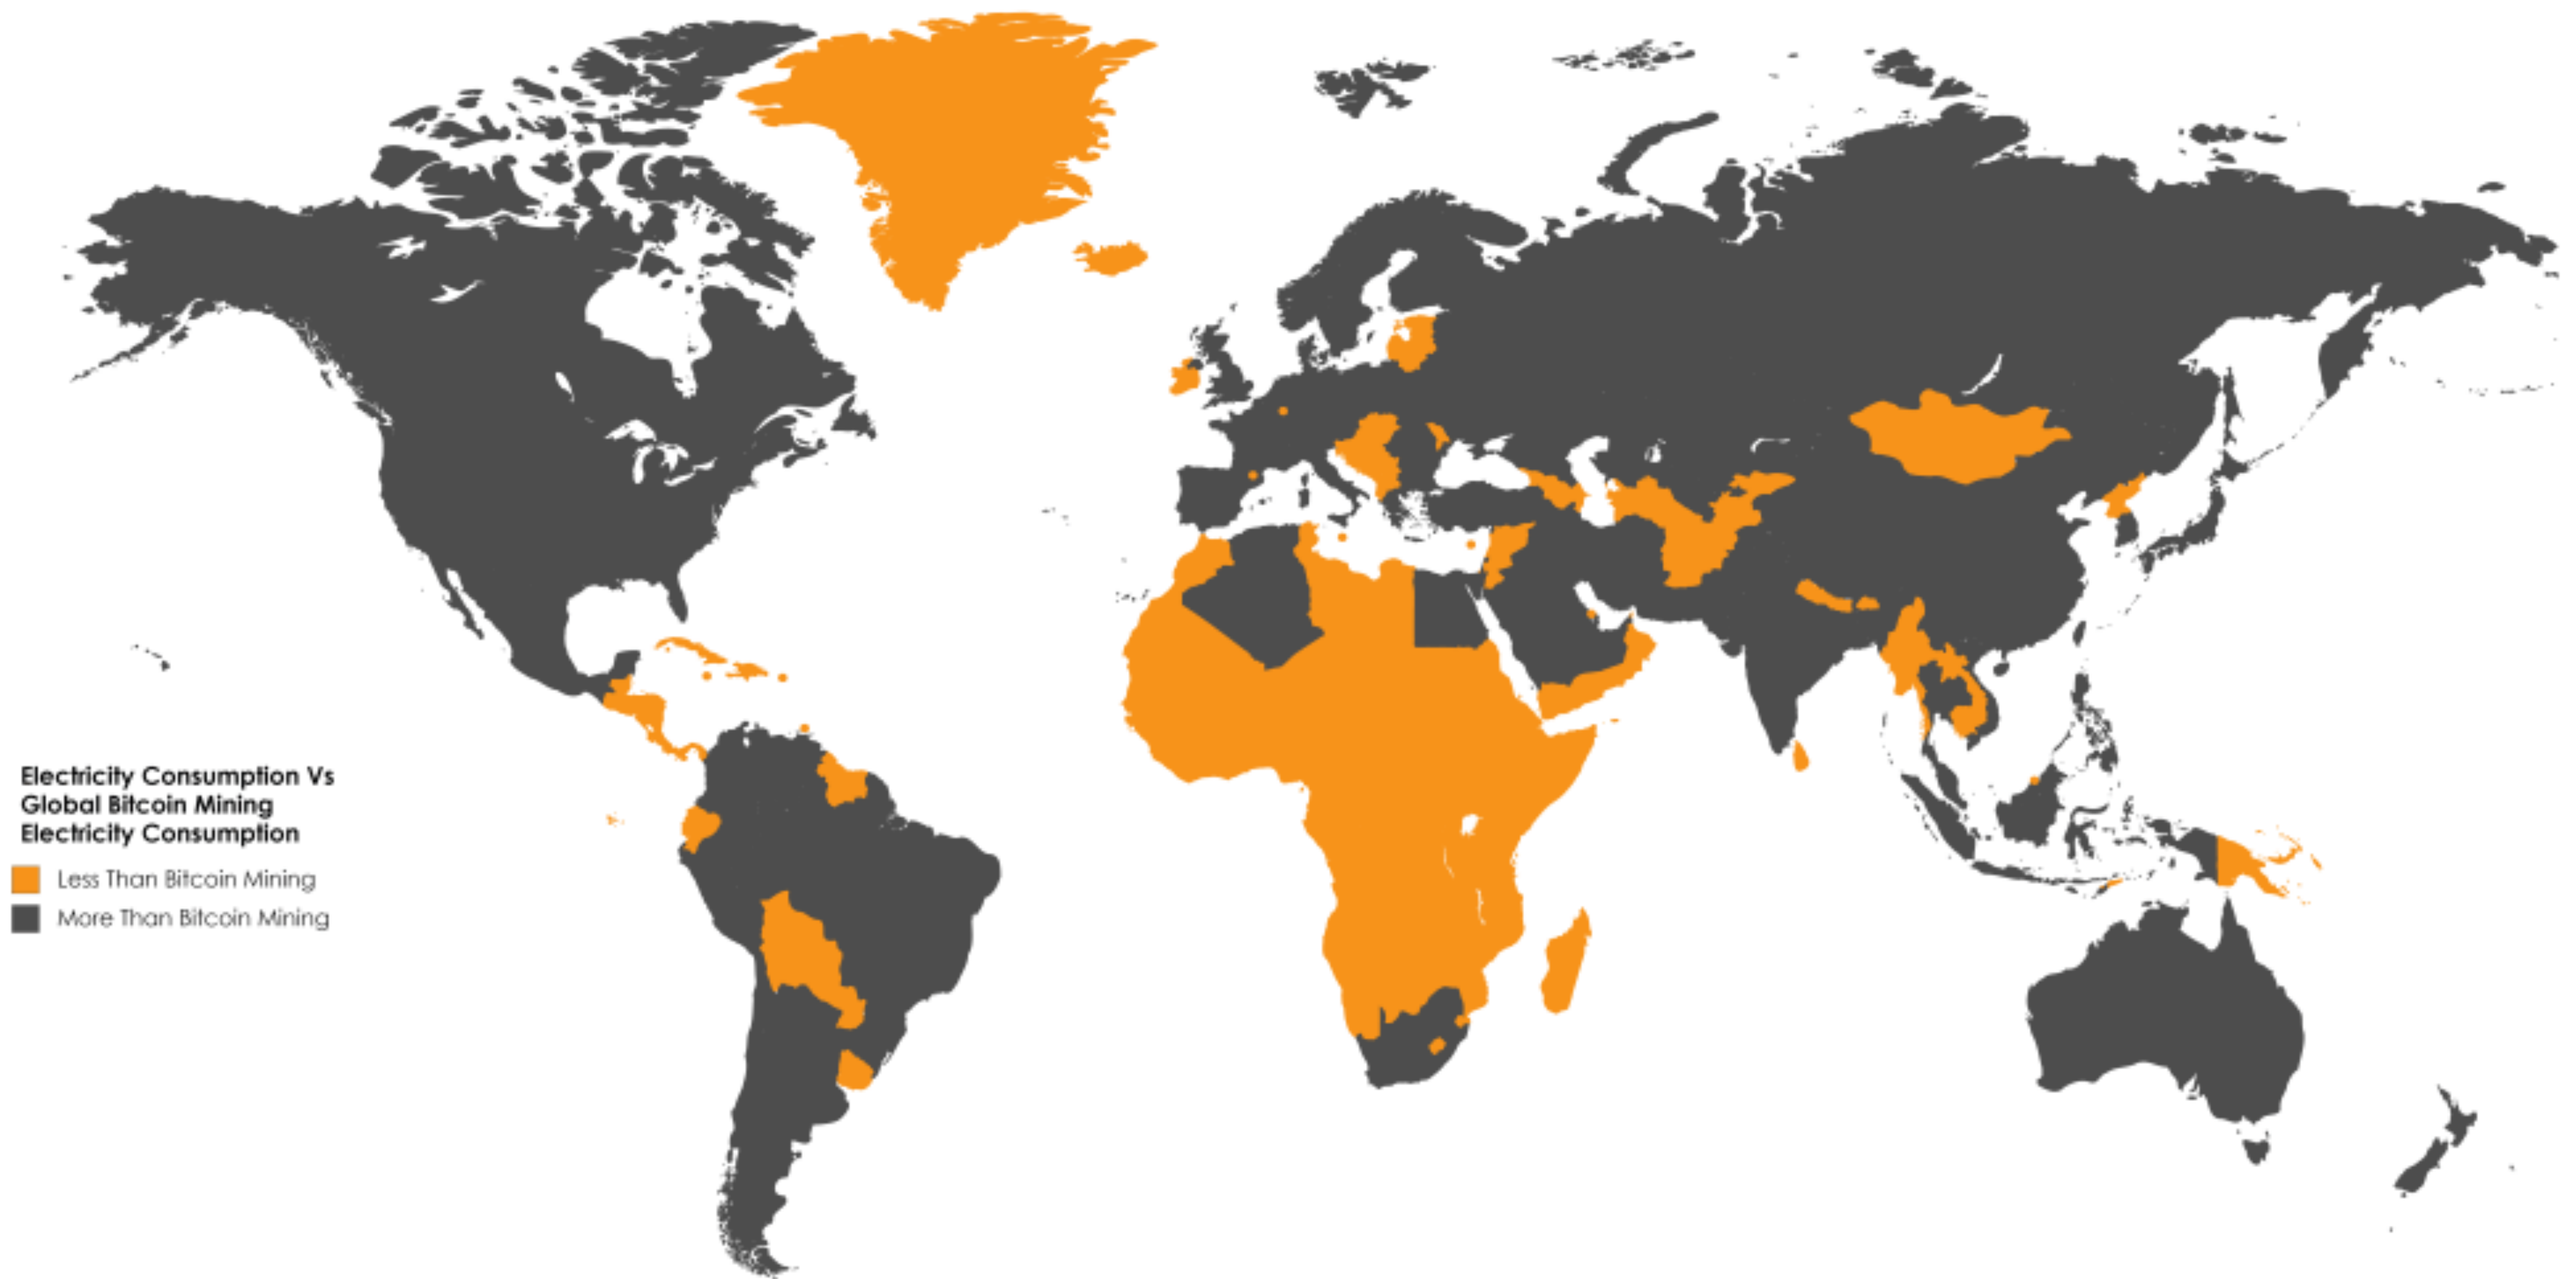 Electricity Consumption Vs
Global Bitcoin Mining
Electricity Consumption
Less Than Bitcoin Mining
More Than Bitcoin Mining